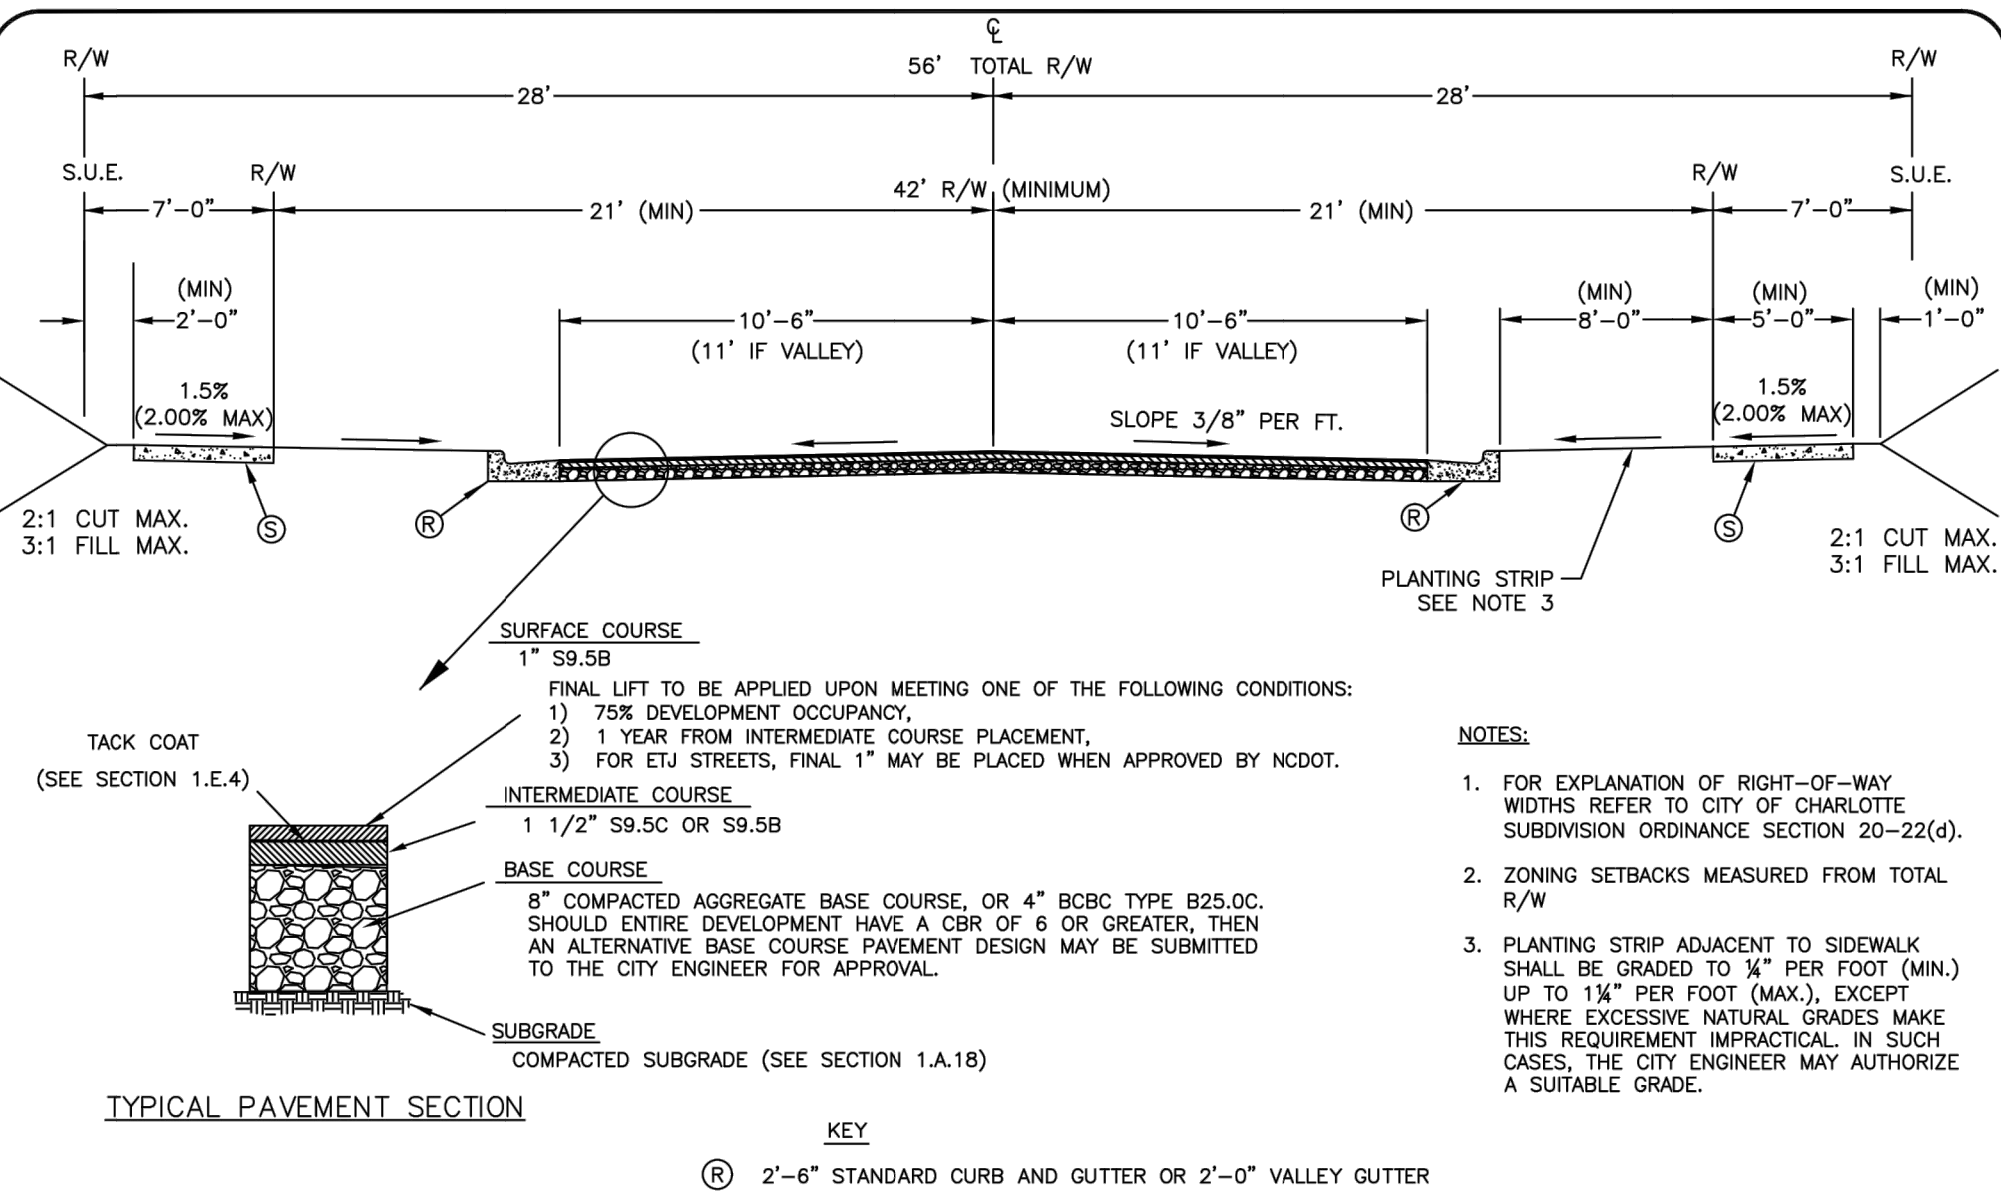 ℄
R/W 56' TOTAL R/W R/W
28' 28'
S.U.E. R/W 42' R/W (MINIMUM) R/W S.U.E.
7'-0" 21' (MIN) 21' (MIN) 7'-0"
(MIN) (MIN) (MIN) (MIN)
2'-0" 10'-6" 10'-6" 8'-0" 5'-0" 1'-0"
(11' IF VALLEY) (11' IF VALLEY)
1.5% 1.5%
(2.00% MAX) SLOPE 3/8" PER FT. (2.00% MAX)
2:1 CUT MAX. S R R S 2:1 CUT MAX.
3:1 FILL MAX. 3:1 FILL MAX.
PLANTING STRIP
SEE NOTE 3
SURFACE COURSE
1" S9.5B
FINAL LIFT TO BE APPLIED UPON MEETING ONE OF THE FOLLOWING CONDITIONS:
1) 75% DEVELOPMENT OCCUPANCY,
2) 1 YEAR FROM INTERMEDIATE COURSE PLACEMENT,
3) FOR ETJ STREETS, FINAL 1" MAY BE PLACED WHEN APPROVED BY NCDOT.
TACK COAT
(SEE SECTION 1.E.4)
INTERMEDIATE COURSE
1 1/2" S9.5C OR S9.5B
BASE COURSE
8" COMPACTED AGGREGATE BASE COURSE, OR 4" BCBC TYPE B25.0C.
SHOULD ENTIRE DEVELOPMENT HAVE A CBR OF 6 OR GREATER, THEN
AN ALTERNATIVE BASE COURSE PAVEMENT DESIGN MAY BE SUBMITTED
TO THE CITY ENGINEER FOR APPROVAL.
SUBGRADE
COMPACTED SUBGRADE (SEE SECTION 1.A.18)
TYPICAL PAVEMENT SECTION
NOTES:
1. FOR EXPLANATION OF RIGHT-OF-WAY
WIDTHS REFER TO CITY OF CHARLOTTE
SUBDIVISION ORDINANCE SECTION 20-22(d).
2. ZONING SETBACKS MEASURED FROM TOTAL
R/W
3. PLANTING STRIP ADJACENT TO SIDEWALK
SHALL BE GRADED TO ¼" PER FOOT (MIN.)
UP TO 1¼" PER FOOT (MAX.), EXCEPT
WHERE EXCESSIVE NATURAL GRADES MAKE
THIS REQUIREMENT IMPRACTICAL. IN SUCH
CASES, THE CITY ENGINEER MAY AUTHORIZE
A SUITABLE GRADE.
KEY
R 2'-6" STANDARD CURB AND GUTTER OR 2'-0" VALLEY GUTTER